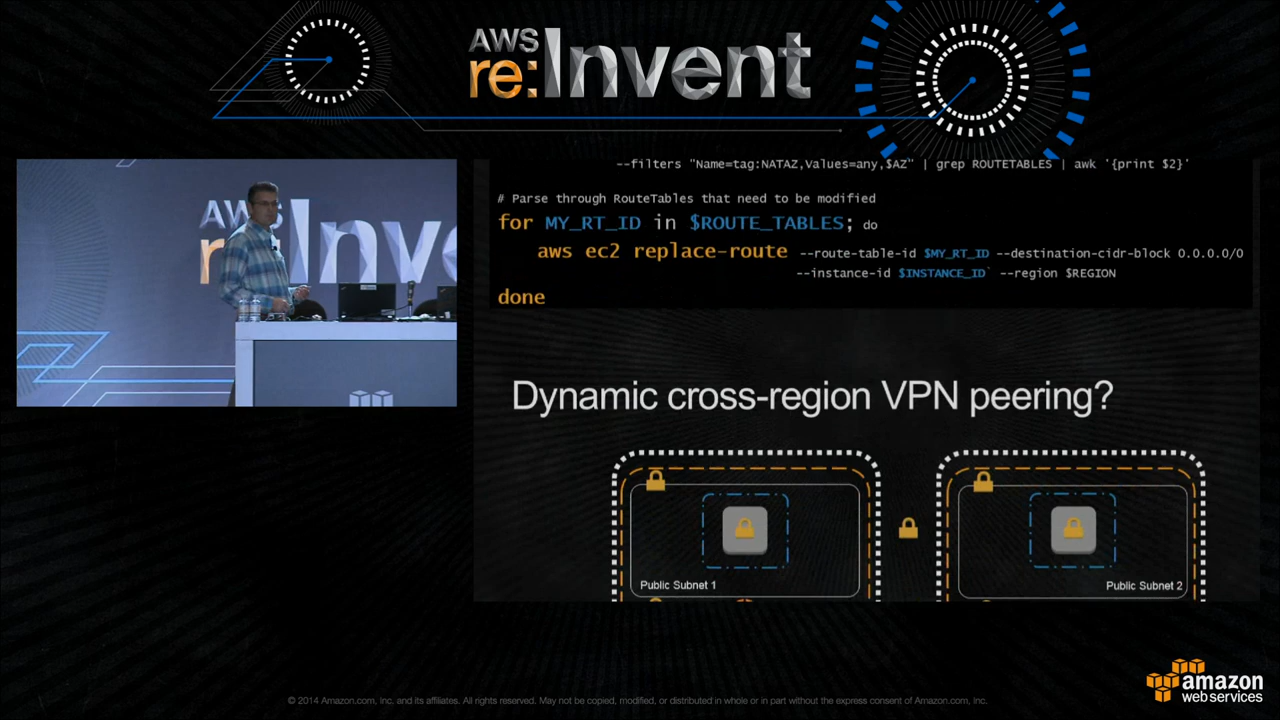 AWS
re:Invent
AWS
re:Inv
--filters "Name=tag:NATAZ,Values=any,$AZ" | grep ROUTETABLES | awk '{print $2}'
# Parse through RouteTables that need to be modified
for MY_RT_ID in $ROUTE_TABLES; do
aws ec2 replace-route --route-table-id $MY_RT_ID --destination-cidr-block 0.0.0.0/0
--instance-id $INSTANCE_ID` --region $REGION
done
Dynamic cross-region VPN peering?
Public Subnet 1
Public Subnet 2
amazon
web services
© 2014 Amazon.com, Inc. and its affiliates. All rights reserved. May not be copied, modified, or distributed in whole or in part without the express consent of Amazon.com, Inc.